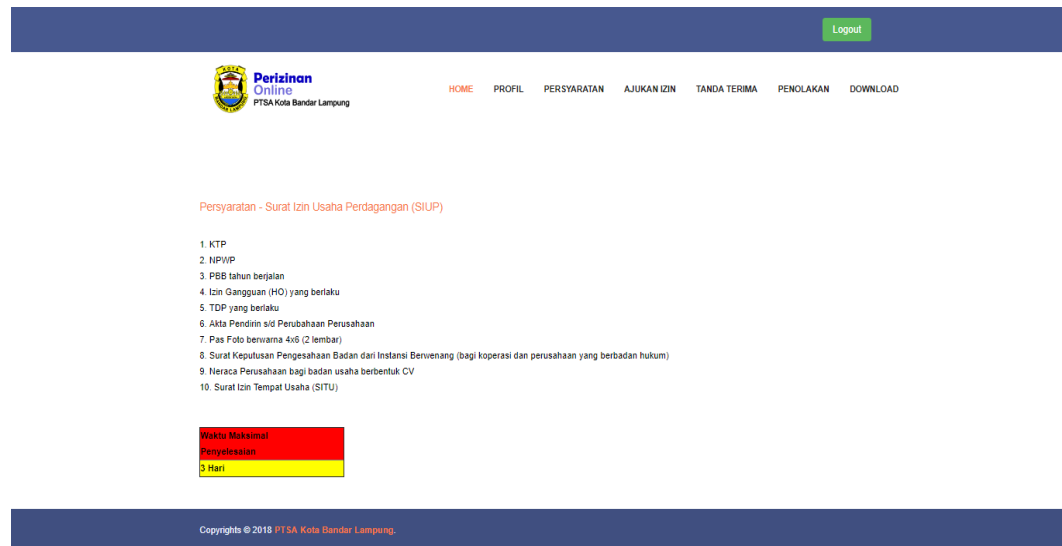 Logout
KOTA
BANDAR LAMPUNG
Perizinan
Online
PTSA Kota Bandar Lampung
HOME PROFIL PERSYARATAN AJUKAN IZIN TANDA TERIMA PENOLAKAN DOWNLOAD
Persyaratan - Surat Izin Usaha Perdagangan (SIUP)
1. KTP
2. NPWP
3. PBB tahun berjalan
4. Izin Gangguan (HO) yang berlaku
5. TDP yang berlaku
6. Akta Pendirin s/d Perubahaan Perusahaan
7. Pas Foto berwarna 4x6 (2 lembar)
8. Surat Keputusan Pengesahaan Badan dari Instansi Berwenang (bagi koperasi dan perusahaan yang berbadan hukum)
9. Neraca Perusahaan bagi badan usaha berbentuk CV
10. Surat Izin Tempat Usaha (SITU)
Waktu Maksimal
Penyelesaian
3 Hari
Copyrights © 2018 PTSA Kota Bandar Lampung.